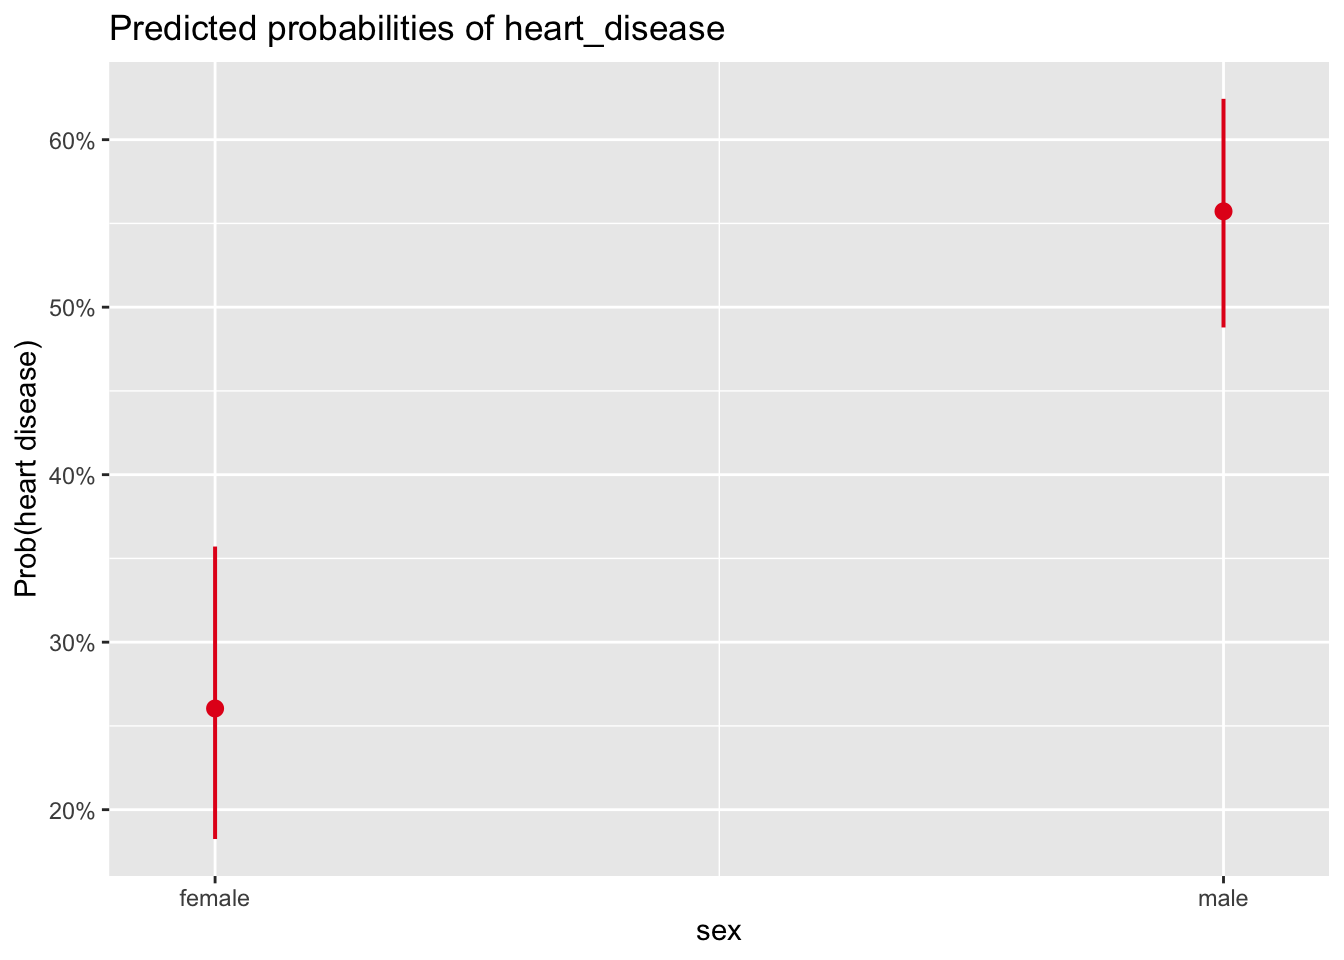 Predicted probabilities of heart_disease
Prob(heart disease)
60%
50%
40%
30%
20%
female
male
sex